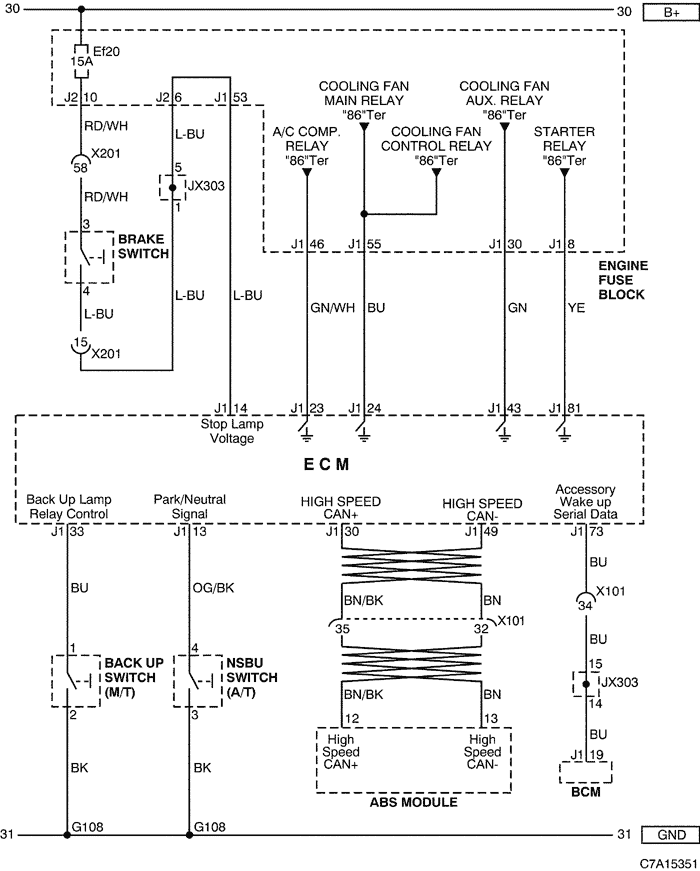 30
30 B+
Ef20
15A
J2 10
J2 6
J1 53
COOLING FAN
MAIN RELAY
"86"Ter
COOLING FAN
AUX. RELAY
"86"Ter
A/C COMP.
RELAY
"86"Ter
COOLING FAN
CONTROL RELAY
"86"Ter
STARTER
RELAY
"86"Ter
RD/WH
L-BU
X201
58
5
JX303
1
RD/WH
3
BRAKE
SWITCH
4
J1 46
J1 55
J1 30
J1 8
ENGINE
FUSE
BLOCK
L-BU
L-BU
L-BU
GN/WH
BU
GN
YE
15
X201
J1 14
J1 23
J1 24
J1 43
J1 81
Stop Lamp
Voltage
ECM
Back Up Lamp
Relay Control
Park/Neutral
Signal
HIGH SPEED
CAN+
HIGH SPEED
CAN-
Accessory
Wake up
Serial Data
J1 33
J1 13
J1 30
J1 49
J1 73
BU
OG/BK
BN/BK
BN
BU
X101
34
35
32
X101
BU
1
BACK UP
SWITCH
(M/T)
2
4
NSBU
SWITCH
(A/T)
3
15
JX303
14
BN/BK
BN
12
13
BU
High
Speed
CAN+
High
Speed
CAN-
ABS MODULE
J1 19
BCM
BK
BK
G108
G108
31
31 GND
C7A15351